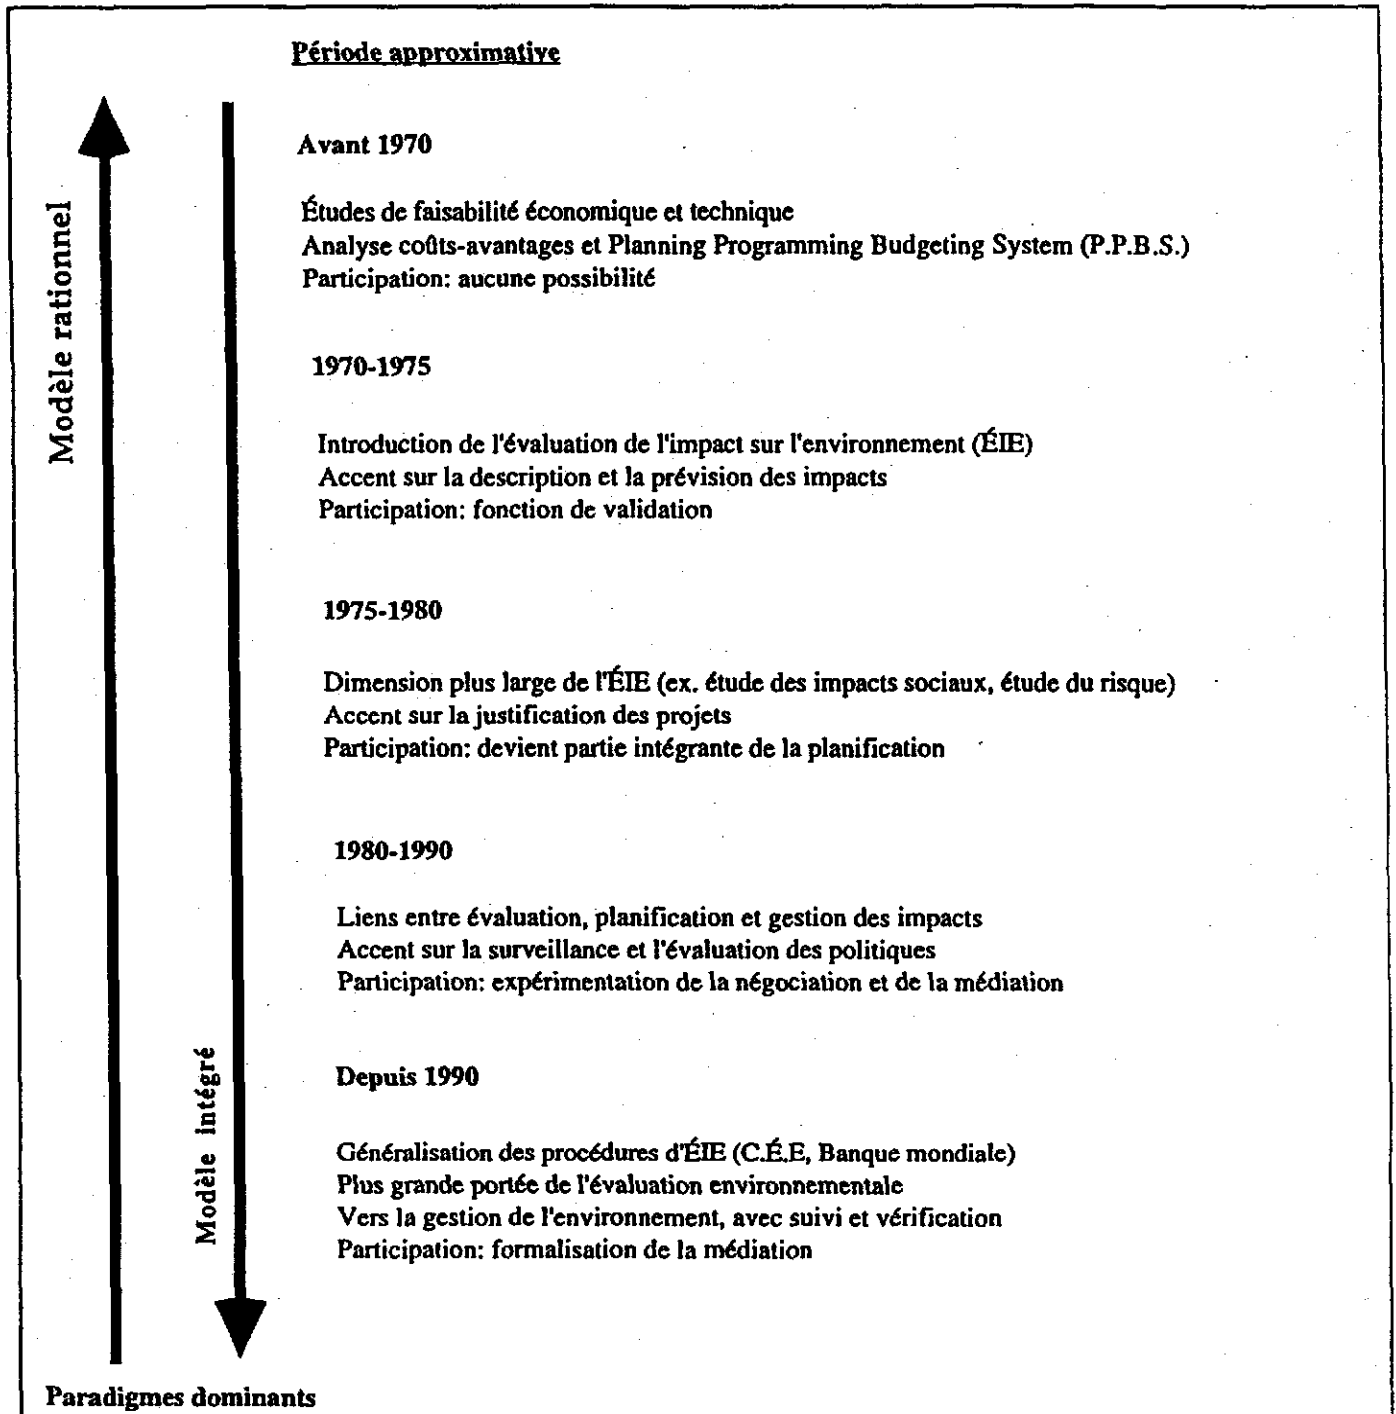 Période approximative
Avant 1970
Études de faisabilité économique et technique
Analyse coûts-avantages et Planning Programming Budgeting System (P.P.B.S.)
Participation: aucune possibilité
1970-1975
Introduction de l'évaluation de l'impact sur l'environnement (ÉIE)
Accent sur la description et la prévision des impacts
Participation: fonction de validation
1975-1980
Dimension plus large de l'ÉIE (ex. étude des impacts sociaux, étude du risque)
Accent sur la justification des projets
Participation: devient partie intégrante de la planification
1980-1990
Liens entre évaluation, planification et gestion des impacts
Accent sur la surveillance et l'évaluation des politiques
Participation: expérimentation de la négociation et de la médiation
Depuis 1990
Généralisation des procédures d'ÉIE (C.É.E, Banque mondiale)
Plus grande portée de l'évaluation environnementale
Vers la gestion de l'environnement, avec suivi et vérification
Participation: formalisation de la médiation
Modèle rationnel
Modèle intégré
Paradigmes dominants